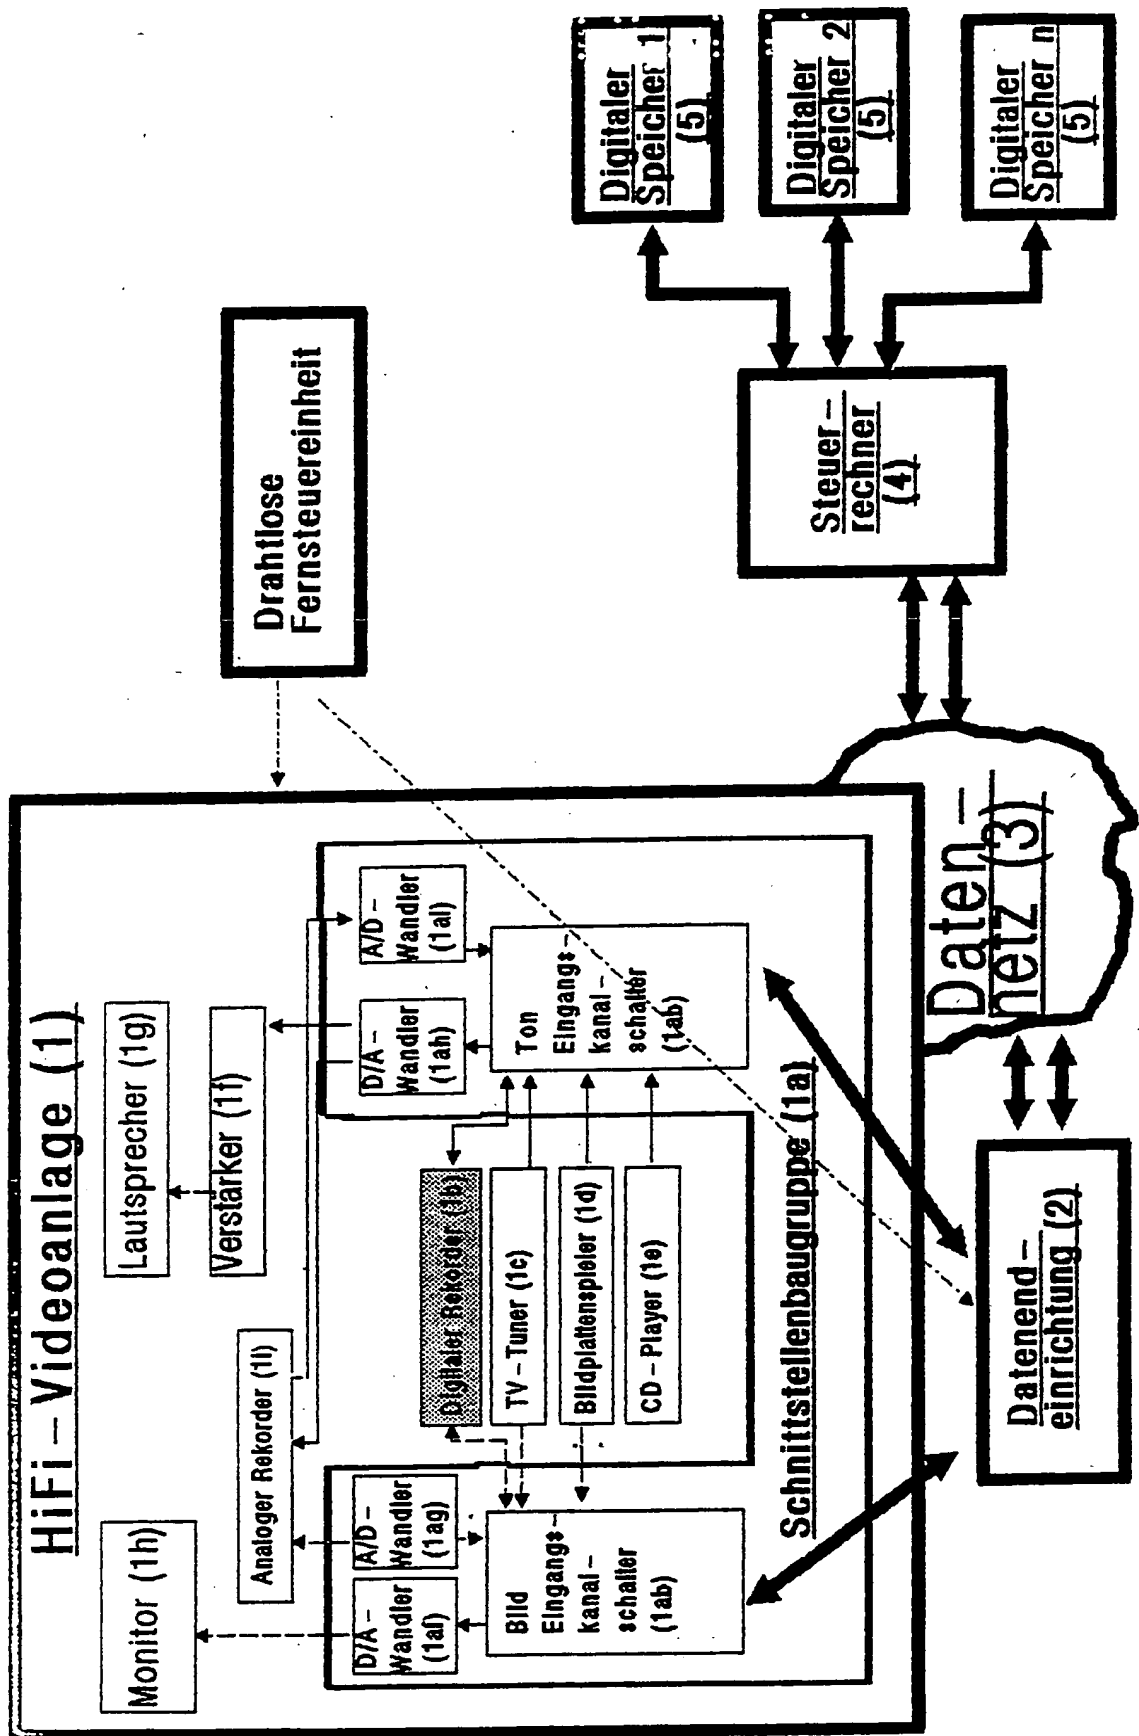 HiFi – Videoanlage (1)
Monitor (1h)
Lautsprecher (1g)
Verstärker (1f)
Analoger Rekorder (1i)
D/A –
Wandler
(1af)
A/D –
Wandler
(1ag)
D/A –
Wandler
(1ah)
A/D –
Wandler
(1ai)
Bild
Eingangs –
kanal –
schalter
(1ab)
Digitaler Rekorder (1b)
TV – Tuner (1c)
Bildplattenspieler (1d)
CD – Player (1e)
Ton
Eingangs –
kanal –
schalter
(1ab)
Schnittstellenbaugruppe (1a)
Drahtlose
Fernsteuereinheit
Datenend –
einrichtung (2)
Daten –
netz (3)
Steuer –
rechner
(4)
Digitaler
Speicher 1
(5)
Digitaler
Speicher 2
(5)
Digitaler
Speicher n
(5)